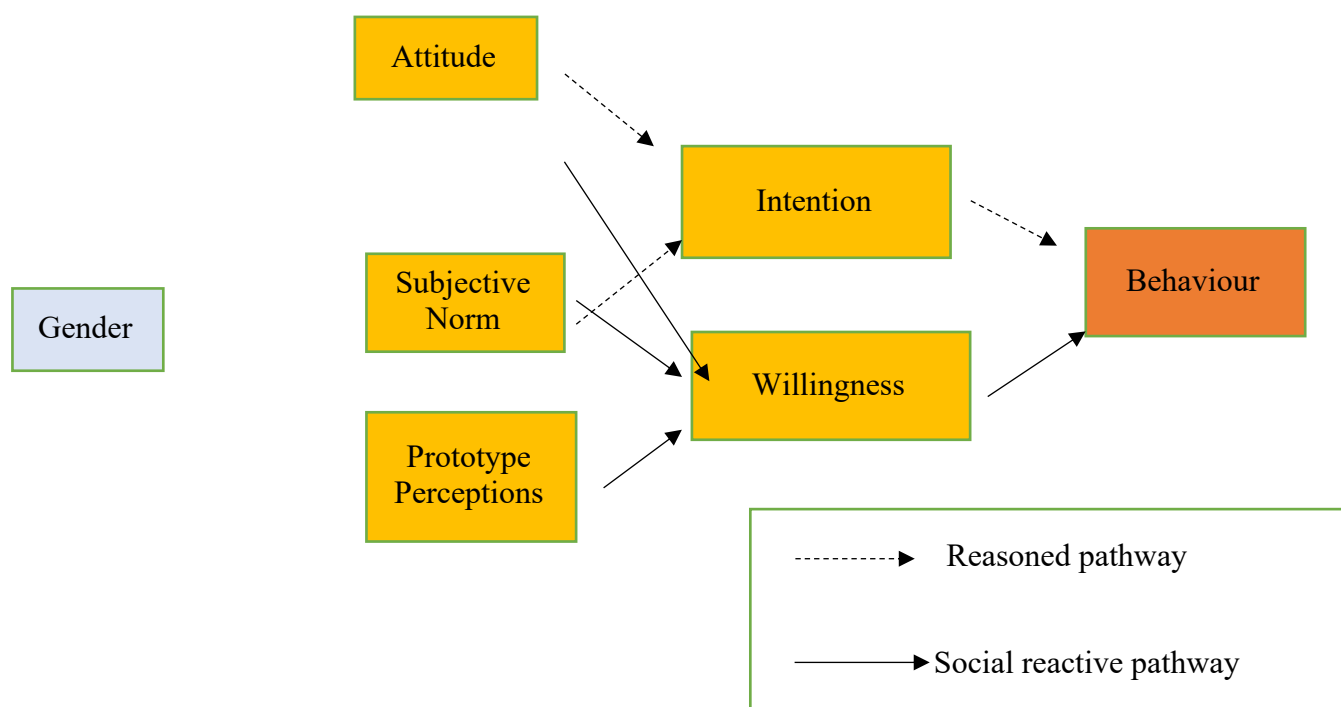 Attitude
Intention
Subjective
Norm
Behaviour
Gender
Willingness
Prototype
Perceptions
Reasoned pathway
Social reactive pathway